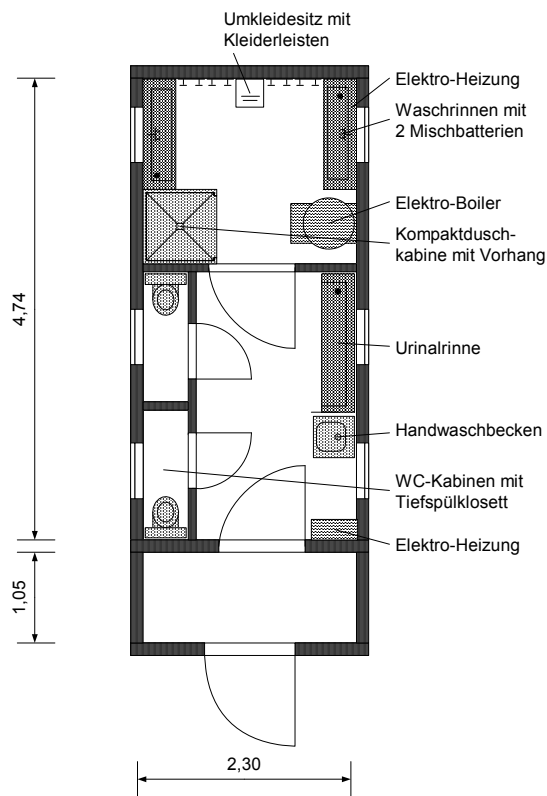 Umkleidesitz mit
Kleiderleisten
Elektro-Heizung
Waschrinnen mit
2 Mischbatterien
Elektro-Boiler
Kompaktdusch-
kabine mit Vorhang
4,74
Urinalrinne
Handwaschbecken
WC-Kabinen mit
Tiefspülklosett
Elektro-Heizung
1,05
2,30